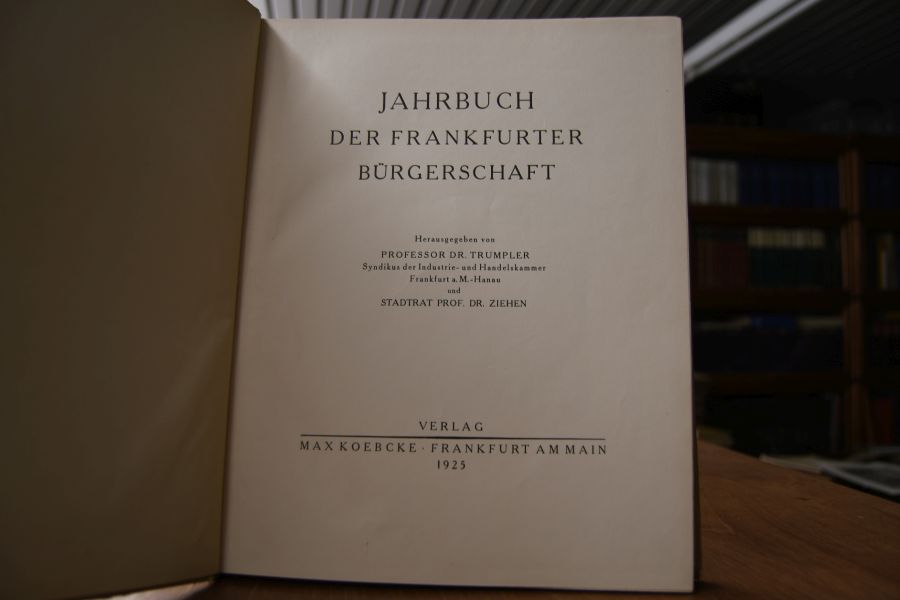 JAHRBUCH
DER FRANKFURTER
BÜRGERSCHAFT
Herausgegeben von
PROFESSOR DR. TRUMPLER
Syndikus der Industrie- und Handelskammer
Frankfurt a. M.-Hanau
und
STADTRAT PROF. DR. ZIEHEN
VERLAG
MAX KOEBCKE · FRANKFURT AM MAIN
1925